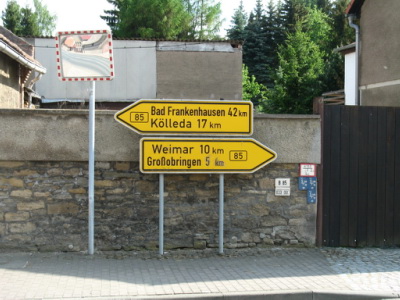 85
Bad Frankenhausen 42 km
Kölleda 17 km
Weimar 10 km
Großobringen 5 km
85